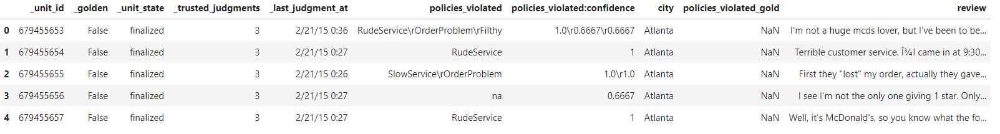 _unit_id _golden _unit_state _trusted_judgments _last_judgment_at policies_violated policies_violated:confidence city policies_violated_gold review
0 679455653 False finalized 3 2/21/15 0:36 RudeService\rOrderProblem\rFilthy 1.0\r0.6667\r0.6667 Atlanta NaN I'm not a huge mcds lover, but I've been to be...
1 679455654 False finalized 3 2/21/15 0:27 RudeService 1 Atlanta NaN Terrible customer service. Î¾I came in at 9:30...
2 679455655 False finalized 3 2/21/15 0:26 SlowService\rOrderProblem 1.0\r1.0 Atlanta NaN First they "lost" my order, actually they gave...
3 679455656 False finalized 3 2/21/15 0:27 na 0.6667 Atlanta NaN I see I'm not the only one giving 1 star. Only...
4 679455657 False finalized 3 2/21/15 0:27 RudeService 1 Atlanta NaN Well, it's McDonald's, so you know what the fo...